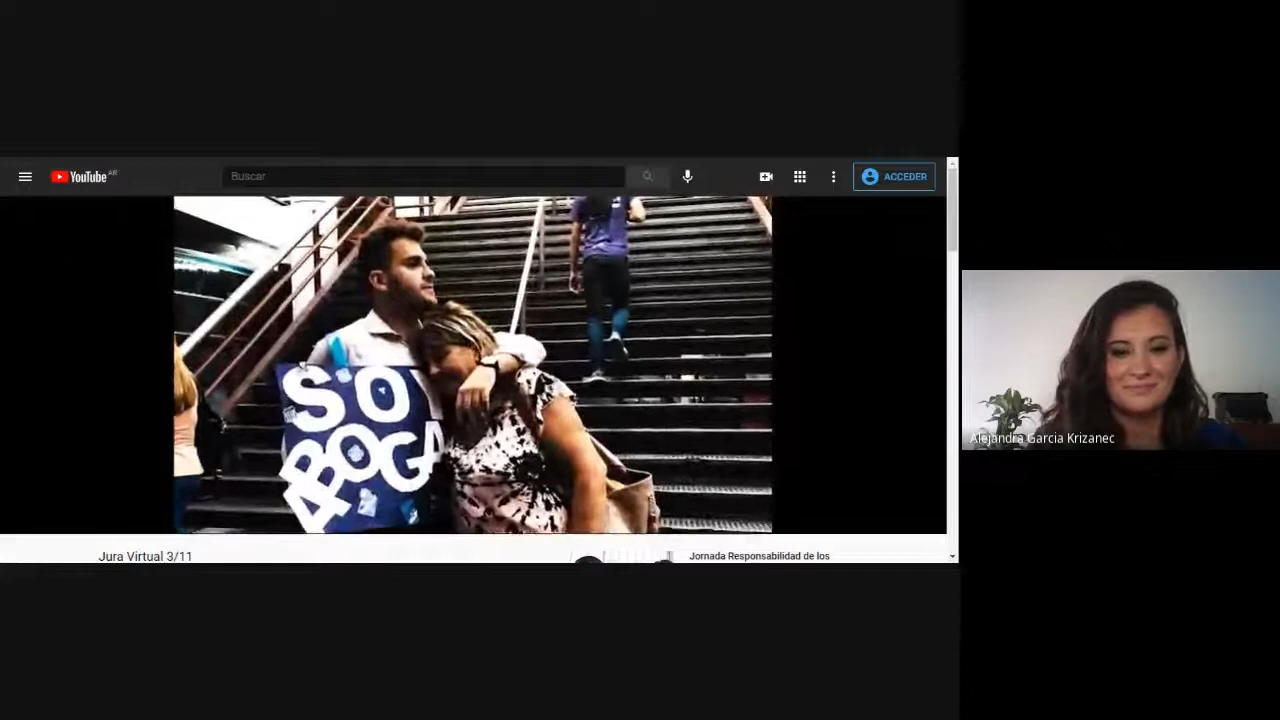 YouTube AR
Buscar
ACCEDER
SOY
ABOGA
Alejandra Garcia Krizanec
Jura Virtual 3/11
Jornada Responsabilidad de los